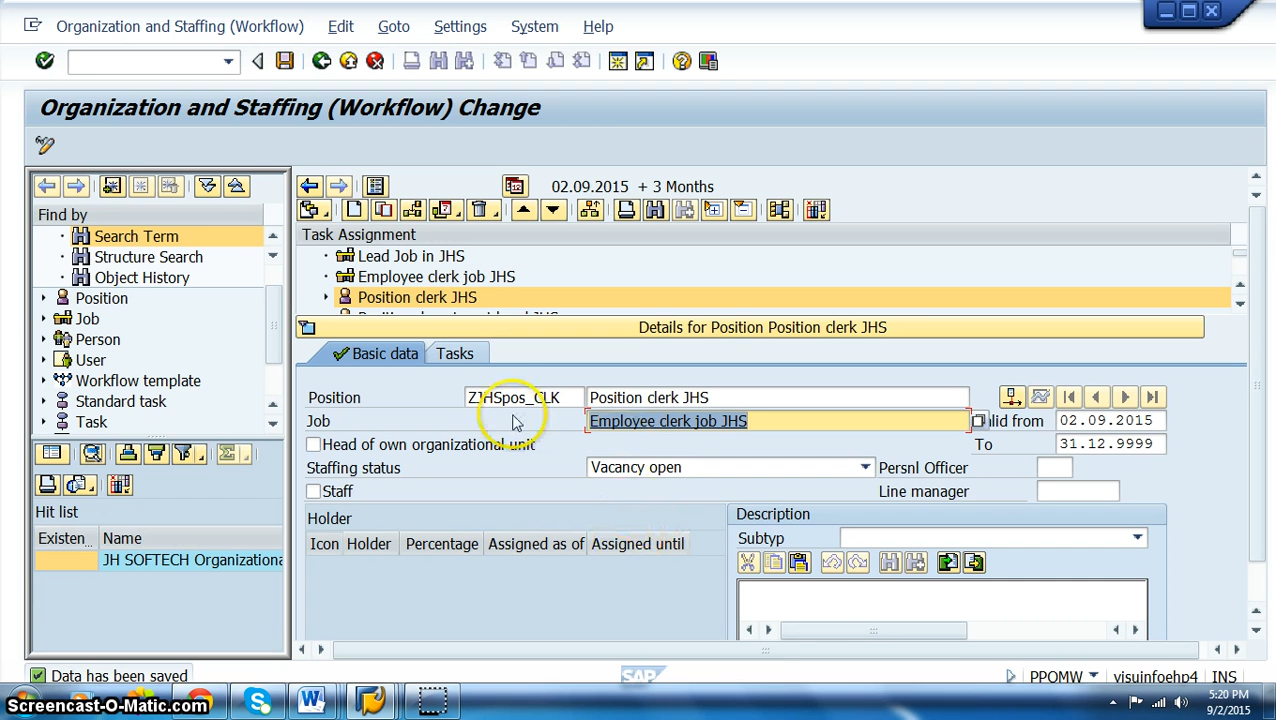 Organization and Staffing (Workflow) Edit Goto Settings System Help
Organization and Staffing (Workflow) Change
02.09.2015 + 3 Months
Find by
Search Term
Structure Search
Object History
Position
Job
Person
User
Workflow template
Standard task
Task
Hit list
Existen... Name
JH SOFTECH Organizationa
Task Assignment
Lead Job in JHS
Employee clerk job JHS
Position clerk JHS
Details for Position Position clerk JHS
Basic data Tasks
Position ZJHSpos_CLK Position clerk JHS
Job Employee clerk job JHS
lid from 02.09.2015
Head of own organizational unit To 31.12.9999
Staffing status Vacancy open Persnl Officer
Staff Line manager
Holder
Icon Holder Percentage Assigned as of Assigned until
Description
Subtyp
Data has been saved
SAP
PPOMW visuinfoehp4 INS
Screencast-O-Matic.com
5:20 PM
9/2/2015